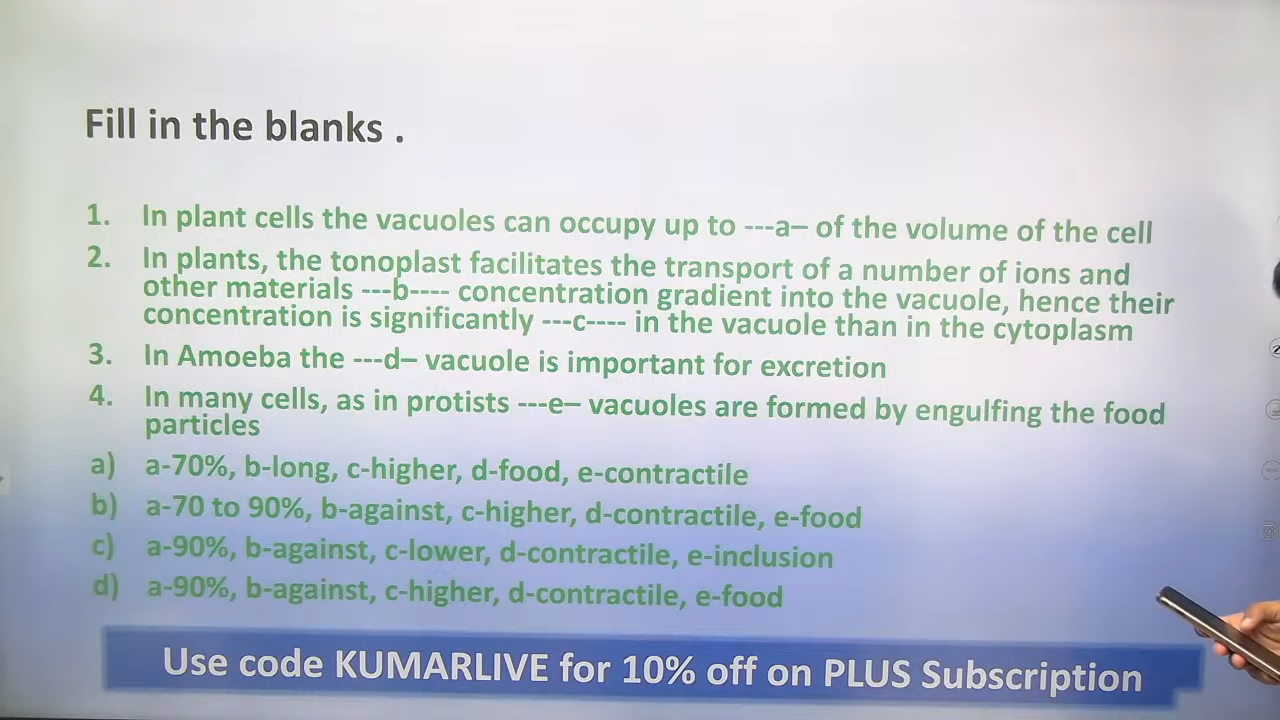 Fill in the blanks .
1. In plant cells the vacuoles can occupy up to ---a– of the volume of the cell
2. In plants, the tonoplast facilitates the transport of a number of ions and
other materials ---b---- concentration gradient into the vacuole, hence their
concentration is significantly ---c---- in the vacuole than in the cytoplasm
3. In Amoeba the ---d– vacuole is important for excretion
4. In many cells, as in protists ---e– vacuoles are formed by engulfing the food
particles
a) a-70%, b-long, c-higher, d-food, e-contractile
b) a-70 to 90%, b-against, c-higher, d-contractile, e-food
c) a-90%, b-against, c-lower, d-contractile, e-inclusion
d) a-90%, b-against, c-higher, d-contractile, e-food
Use code KUMARLIVE for 10% off on PLUS Subscription